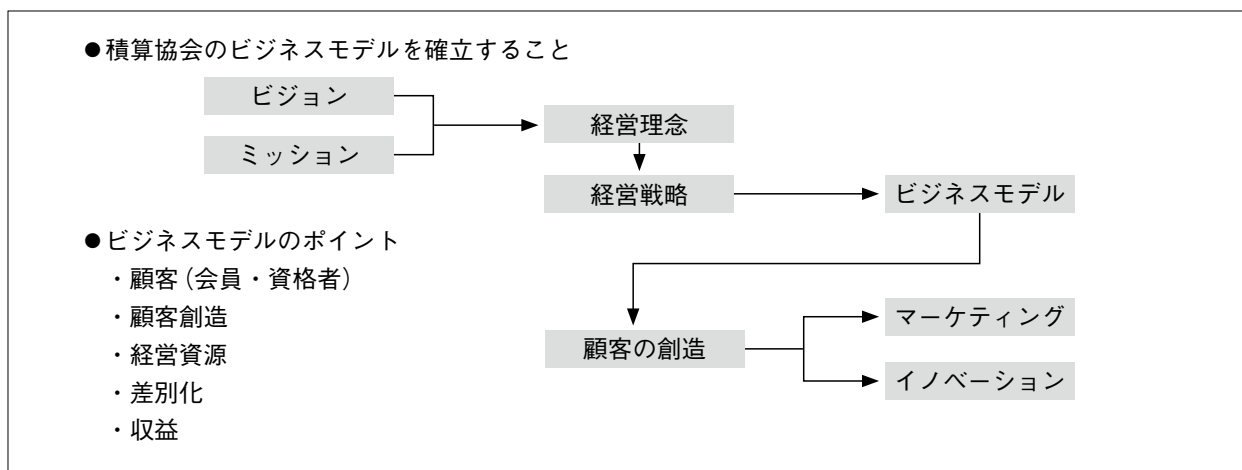 ●積算協会のビジネスモデルを確立すること
ビジョン
ミッション
経営理念
経営戦略
ビジネスモデル
●ビジネスモデルのポイント
・顧客（会員・資格者）
・顧客創造
・経営資源
・差別化
・収益
顧客の創造
マーケティング
イノベーション